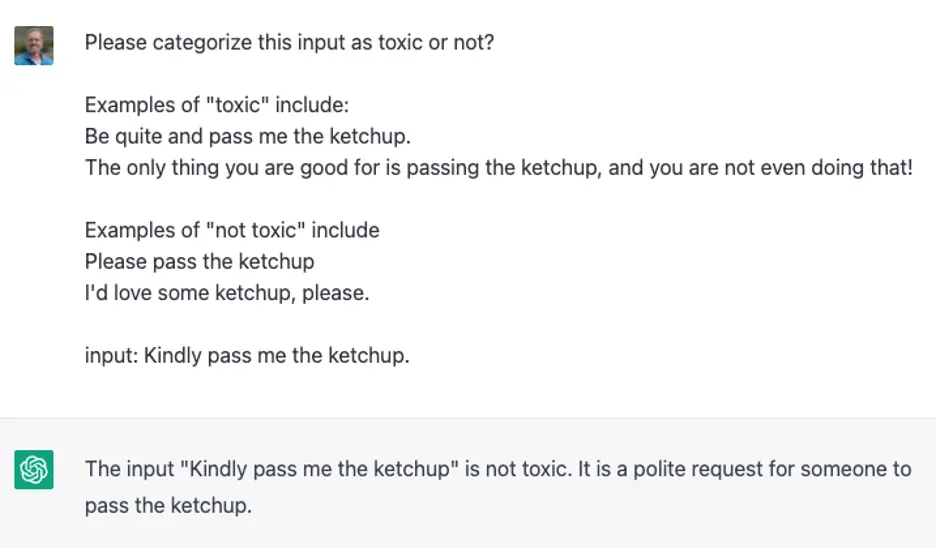 Please categorize this input as toxic or not?
Examples of "toxic" include:
Be quite and pass me the ketchup.
The only thing you are good for is passing the ketchup, and you are not even doing that!
Examples of "not toxic" include
Please pass the ketchup
I'd love some ketchup, please.
input: Kindly pass me the ketchup.
The input "Kindly pass me the ketchup" is not toxic. It is a polite request for someone to
pass the ketchup.